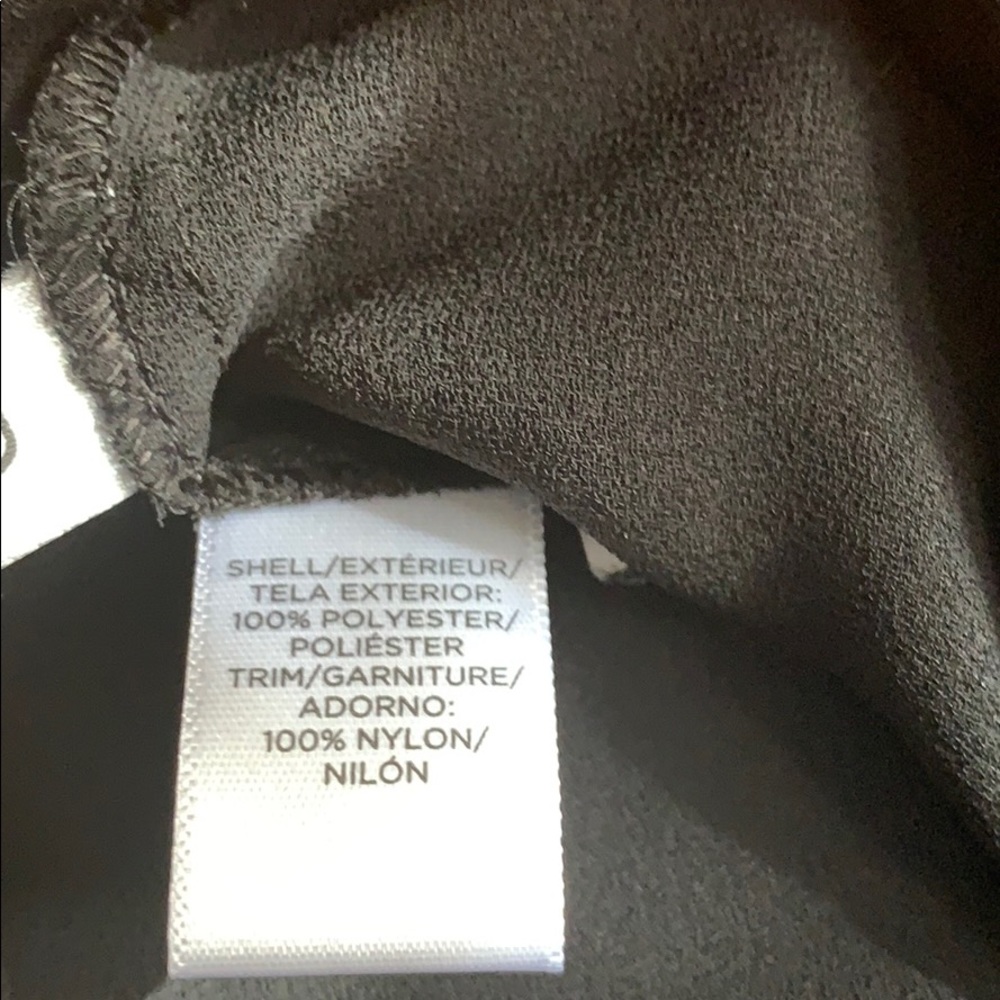 SHELL/EXTÉRIEUR/
TELA EXTERIOR:
100% POLYESTER/
POLIÉSTER
TRIM/GARNITURE/
ADORNO:
100% NYLON/
NILÓN